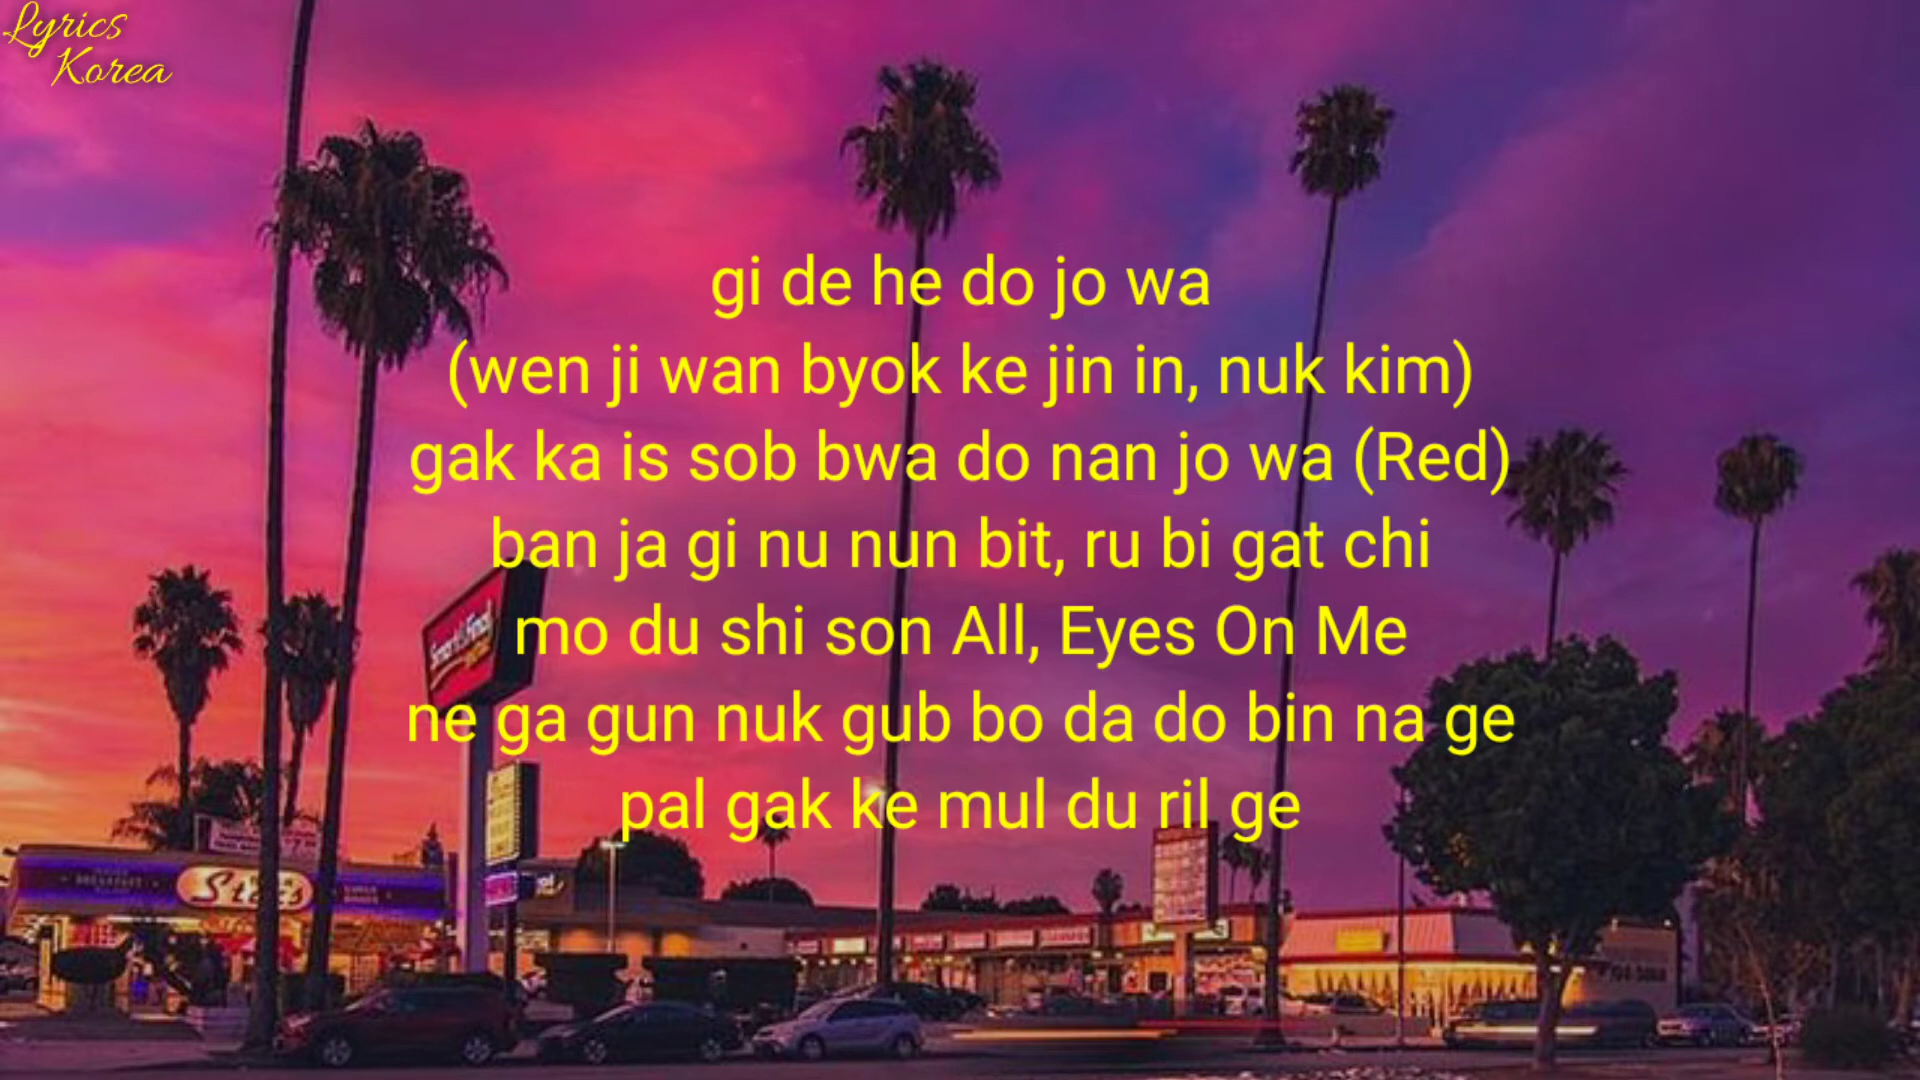 Lyrics
Korea
gi de he do jo wa
(wen ji wan byok ke jin in, nuk kim)
gak ka is sob bwa do nan jo wa (Red)
ban ja gi nu nun bit, ru bi gat chi
mo du shi son All, Eyes On Me
ne ga gun nuk gub bo da do bin na ge
pal gak ke mul du ril ge
Smart&Final